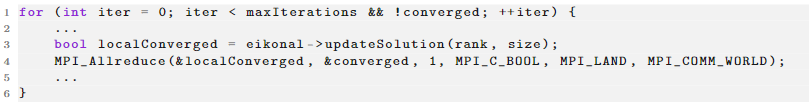 1 for (int iter = 0; iter < maxIterations && !converged; ++iter) {
2     ...
3     bool localConverged = eikonal->updateSolution(rank, size);
4     MPI_Allreduce(&localConverged, &converged, 1, MPI_C_BOOL, MPI_LAND, MPI_COMM_WORLD);
5     ...
6 }